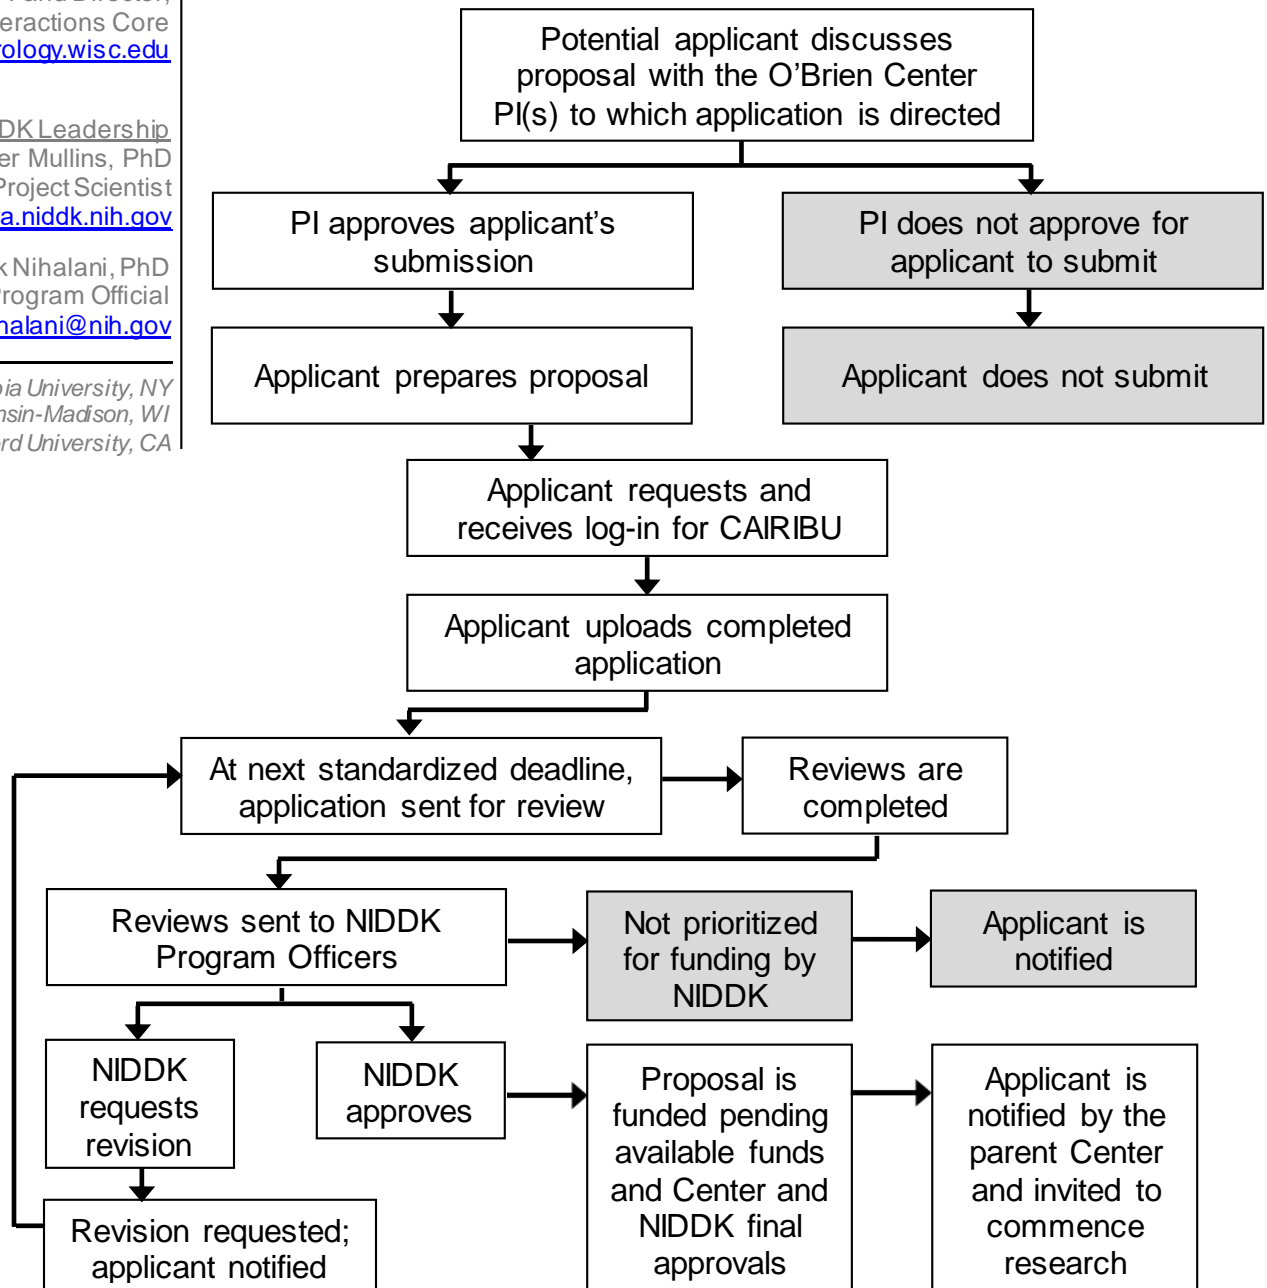 eractions Core
rology.wisc.edu
DK Leadership
er Mullins, PhD
Project Scientist
a.niddk.nih.gov
k Nihalani, PhD
Program Official
halani@nih.gov
bia University, NY
nsin-Madison, WI
rd University, CA
Potential applicant discusses
proposal with the O'Brien Center
PI(s) to which application is directed
PI approves applicant's
submission
PI does not approve for
applicant to submit
Applicant prepares proposal
Applicant does not submit
Applicant requests and
receives log-in for CAIRIBU
Applicant uploads completed
application
At next standardized deadline,
application sent for review
Reviews are
completed
Reviews sent to NIDDK
Program Officers
Not prioritized
for funding by
NIDDK
Applicant is
notified
NIDDK
requests
revision
NIDDK
approves
Proposal is
funded pending
available funds
and Center and
NIDDK final
approvals
Applicant is
notified by the
parent Center
and invited to
commence
research
Revision requested;
applicant notified